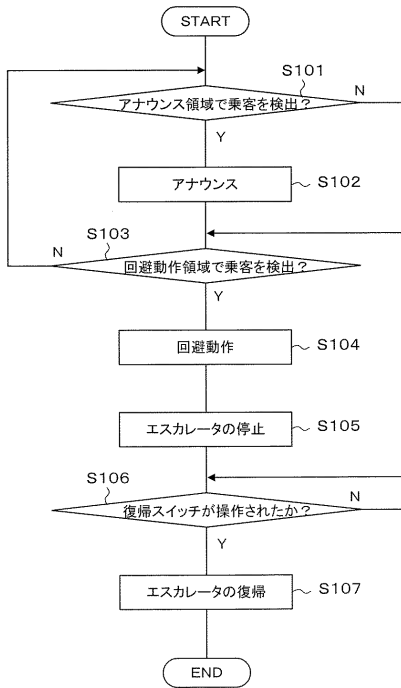 START
S101
アナウンス領域で乗客を検出?
N
Y
アナウンス
S102
S103
N
回避動作領域で乗客を検出?
Y
回避動作
S104
エスカレータの停止
S105
S106
復帰スイッチが操作されたか?
N
Y
エスカレータの復帰
S107
END